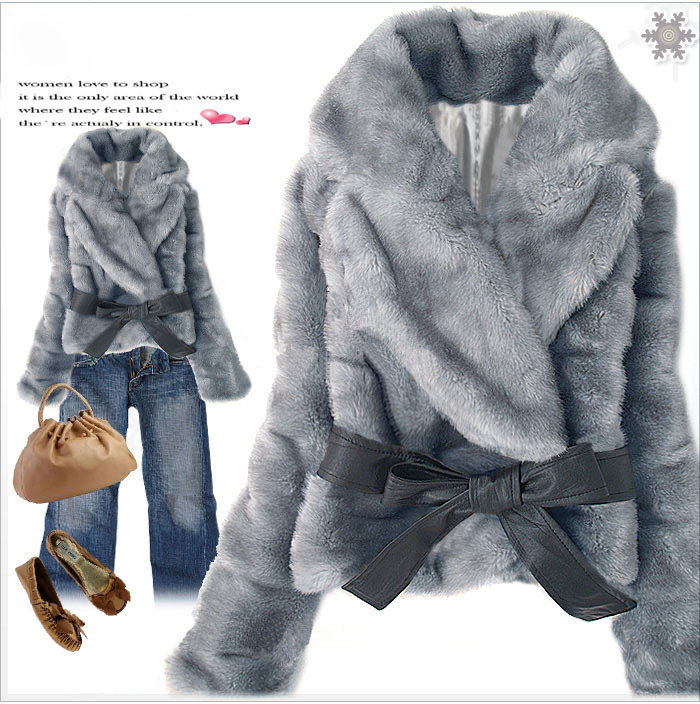 women love to shop
it is the only area of the world
where they feel like
the`re actualy in control.